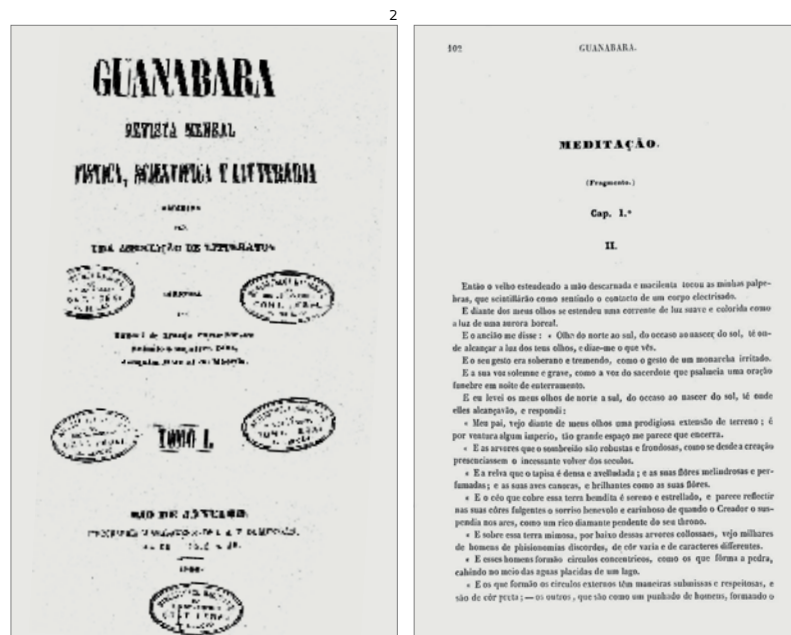 2
GUANABARA
REVISTA MENSAL
SCIENTIFICA E LITTERARIA
POR
UMA ASSOCIAÇÃO DE LITTERATOS
TOMO I.
RIO DE JANEIRO.
102 GUANABARA.
MEDITAÇÃO.
(Fragmento.)
Cap. 1.º
II.
Então o velho estendendo a mão descarnada e macilenta tocou as minhas palpe-
bras, que scintillárão como sentindo o contacto de um corpo electrisado.
E diante dos meus olhos se estendeu uma corrente de luz suave e colorida como
a luz de uma aurora boreal.
E o ancião me disse: « Olha do norte ao sul, do occaso ao nascer do sol, té on-
de alcançar a luz dos teus olhos, e dize-me o que vês.
E o seu gesto era soberano e tremendo, como o gesto de um monarcha irritado.
E a sua voz solemne e grave, como a voz do sacerdote que psalmeia uma oração
funebre em noite de enterramento.
E eu levei os meus olhos de norte a sul, do occaso ao nascer do sol, té onde
elles alcançavão, e respondi:
« Meu pai, vejo diante de meus olhos uma prodigiosa extensão de terreno; é
por ventura algum imperio, tão grande espaço me parece que encerra.
« E as arvores que o sombreião são robustas e frondosas, como se desde a creação
presenciassem o incessante volver dos seculos.
« E a relva que o tapisa é densa e avelludada; e as suas flôres melindrosas e per-
fumadas; e as suas aves canoras, e brilhantes como as suas flôres.
« E o céo que cobre essa terra bemdita é sereno e estrellado, e parece reflectir
nas suas côres fulgentes o sorriso benevolo e carinhoso de quando o Creador o sus-
pendia nos ares, como um rico diamante pendente do seu throno.
« E sobre essa terra mimosa, por baixo dessas arvores collossaes, vejo milhares
de homens de phisionomias discordes, de côr varia e de caracteres differentes.
« E esses homens formão circulos concentricos, como os que fórma a pedra,
cahindo no meio das aguas placidas de um lago.
« E os que formão os circulos externos têm maneiras submissas e respeitosas, e
são de côr preta; — os outros, que são como um punhado de homens, formando o